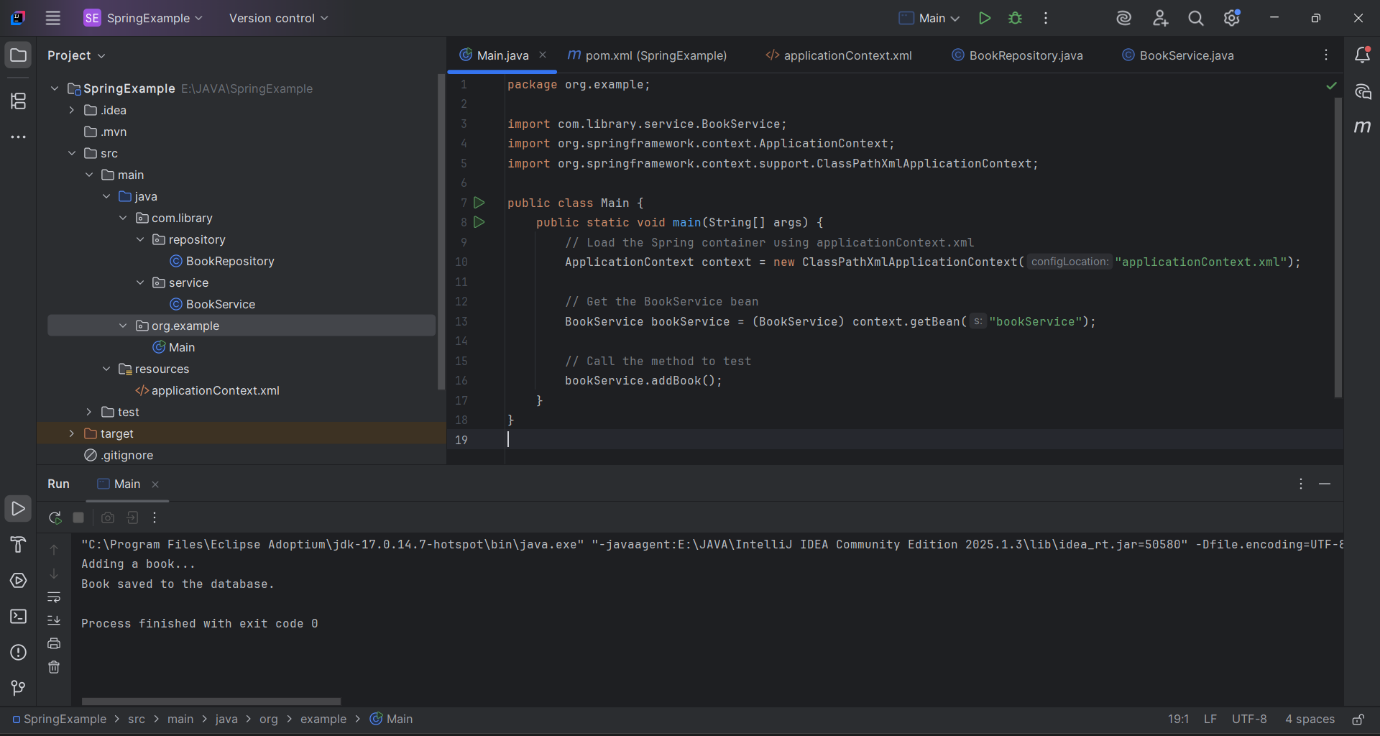 SE SpringExample Version control Main
Project
Main.java pom.xml (SpringExample) applicationContext.xml BookRepository.java BookService.java
SpringExample E:\JAVA\SpringExample
.idea
.mvn
src
main
java
com.library
repository
BookRepository
service
BookService
org.example
Main
resources
applicationContext.xml
test
target
.gitignore
1 package org.example;
2
3 import com.library.service.BookService;
4 import org.springframework.context.ApplicationContext;
5 import org.springframework.context.support.ClassPathXmlApplicationContext;
6
7 public class Main {
8 public static void main(String[] args) {
9 // Load the Spring container using applicationContext.xml
10 ApplicationContext context = new ClassPathXmlApplicationContext( configLocation: "applicationContext.xml");
11
12 // Get the BookService bean
13 BookService bookService = (BookService) context.getBean( s: "bookService");
14
15 // Call the method to test
16 bookService.addBook();
17 }
18 }
19
Run Main
"C:\Program Files\Eclipse Adoptium\jdk-17.0.14.7-hotspot\bin\java.exe" "-javaagent:E:\JAVA\IntelliJ IDEA Community Edition 2025.1.3\lib\idea_rt.jar=50580" -Dfile.encoding=UTF-8
Adding a book...
Book saved to the database.
Process finished with exit code 0
SpringExample > src > main > java > org > example > Main 19:1 LF UTF-8 4 spaces